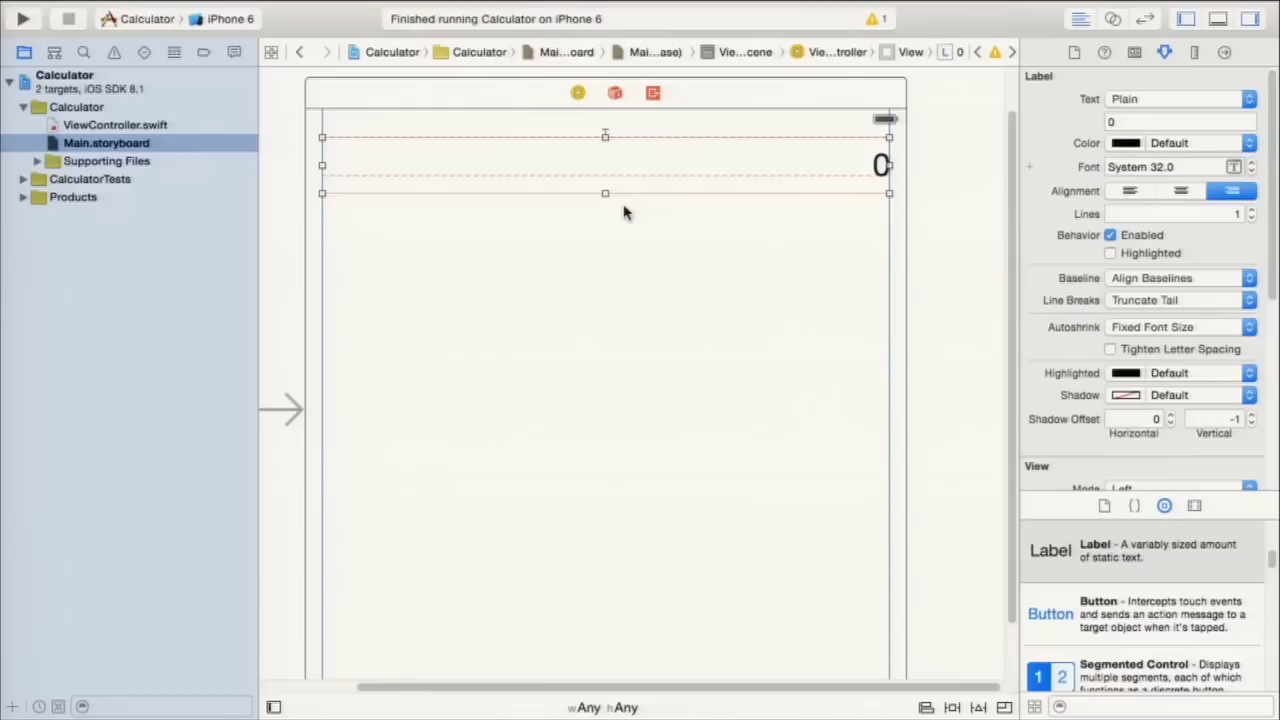 Calculator
iPhone 6
Finished running Calculator on iPhone 6
1
Calculator
Calculator
Mai...oard
Mai...ase)
Vie...cene
Vie...troller
View
L
0
Calculator
2 targets, iOS SDK 8.1
Calculator
ViewController.swift
Main.storyboard
Supporting Files
CalculatorTests
Products
0
wAny hAny
Label
Text
Plain
0
Color
Default
Font
System 32.0
T
Alignment
Lines
1
Behavior
Enabled
Highlighted
Baseline
Align Baselines
Line Breaks
Truncate Tail
Autoshrink
Fixed Font Size
Tighten Letter Spacing
Highlighted
Default
Shadow
Default
Shadow Offset
0
-1
Horizontal
Vertical
View
Mode
Left
Label
Label - A variably sized amount
of static text.
Button
Button - Intercepts touch events
and sends an action message to a
target object when it's tapped.
1 2
Segmented Control - Displays
multiple segments, each of which
functions as a discrete button.